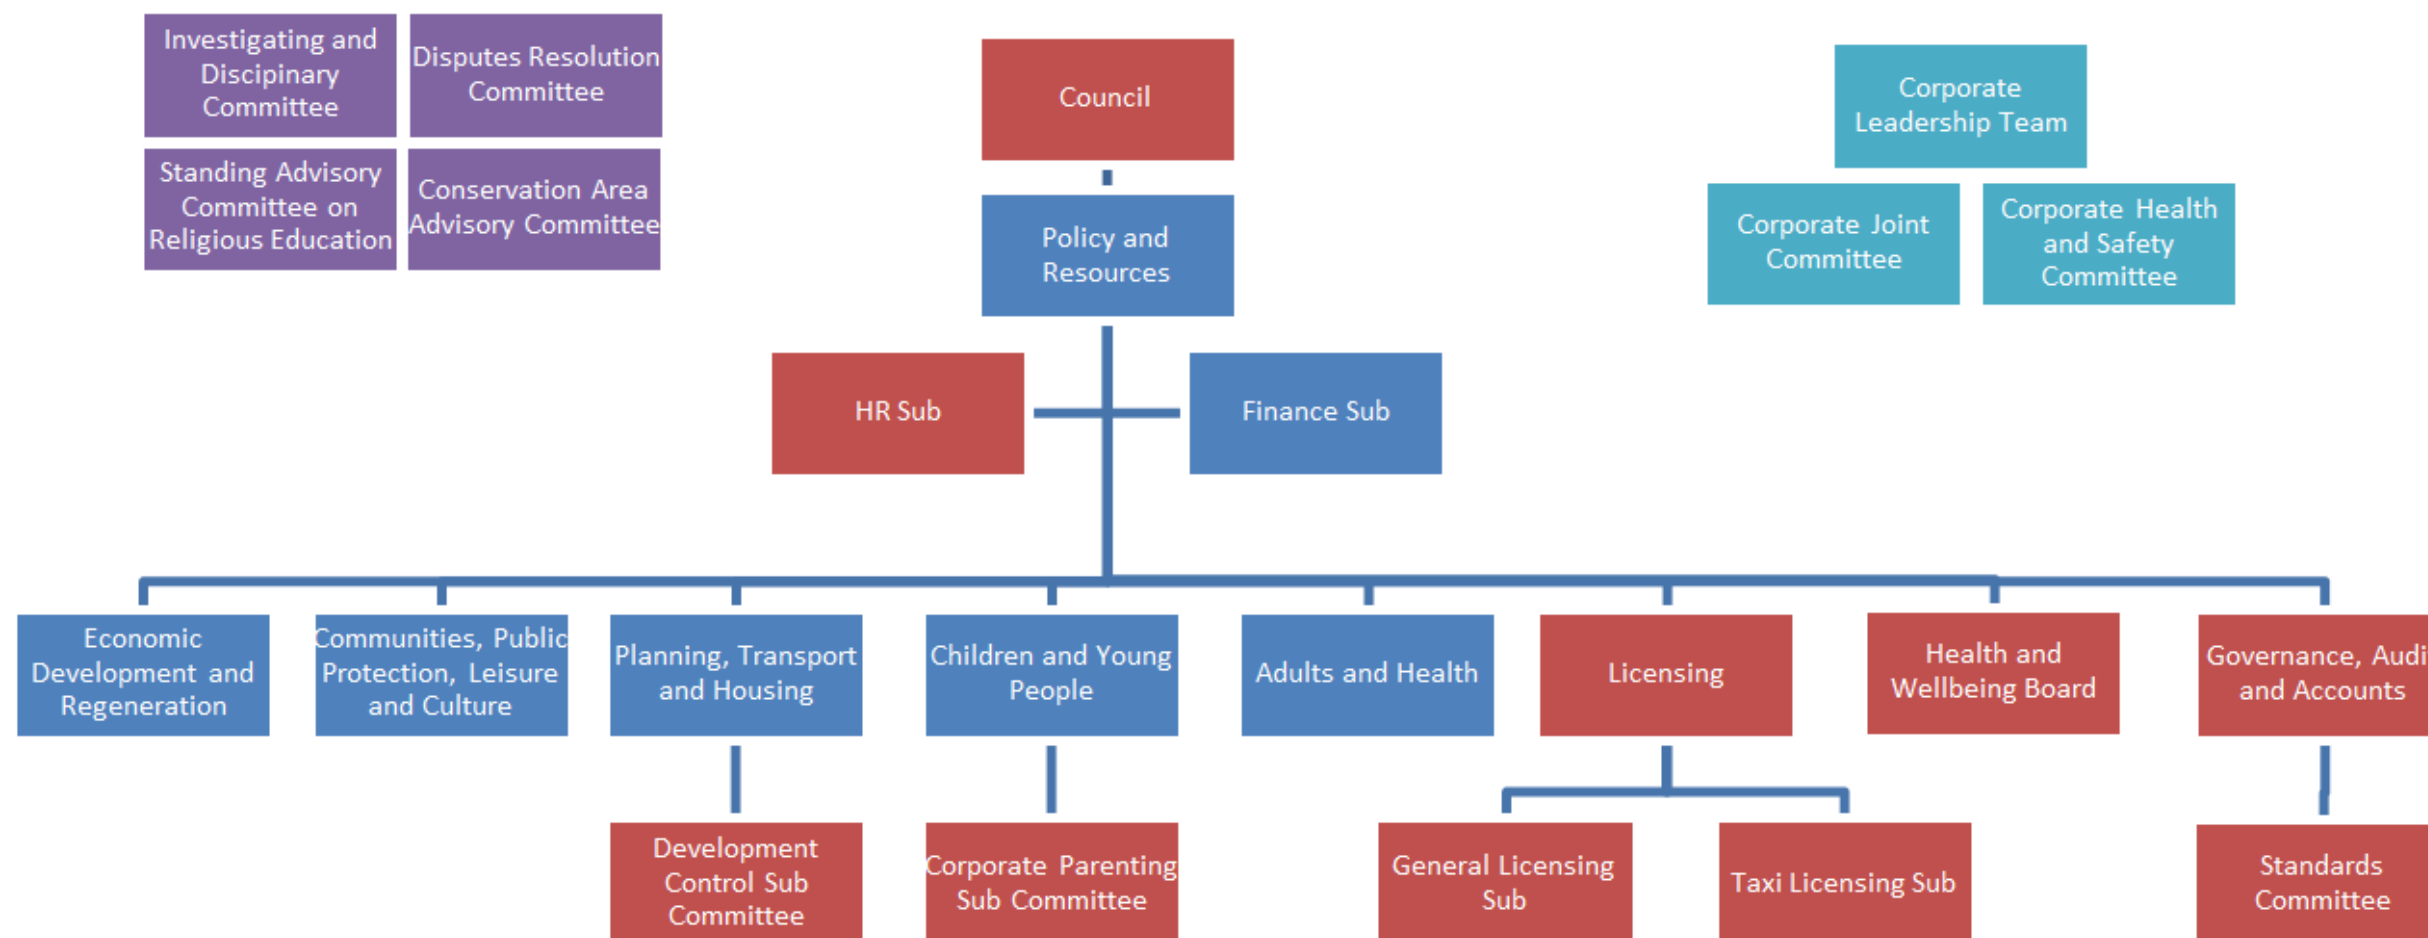 Investigating and
Discipinary
Committee
Disputes Resolution
Committee
Standing Advisory
Committee on
Religious Education
Conservation Area
Advisory Committee
Council
Policy and
Resources
Corporate
Leadership Team
Corporate Joint
Committee
Corporate Health
and Safety
Committee
HR Sub
Finance Sub
Economic
Development and
Regeneration
Communities, Public
Protection, Leisure
and Culture
Planning, Transport
and Housing
Children and Young
People
Adults and Health
Licensing
Health and
Wellbeing Board
Governance, Audi
and Accounts
Development
Control Sub
Committee
Corporate Parenting
Sub Committee
General Licensing
Sub
Taxi Licensing Sub
Standards
Committee